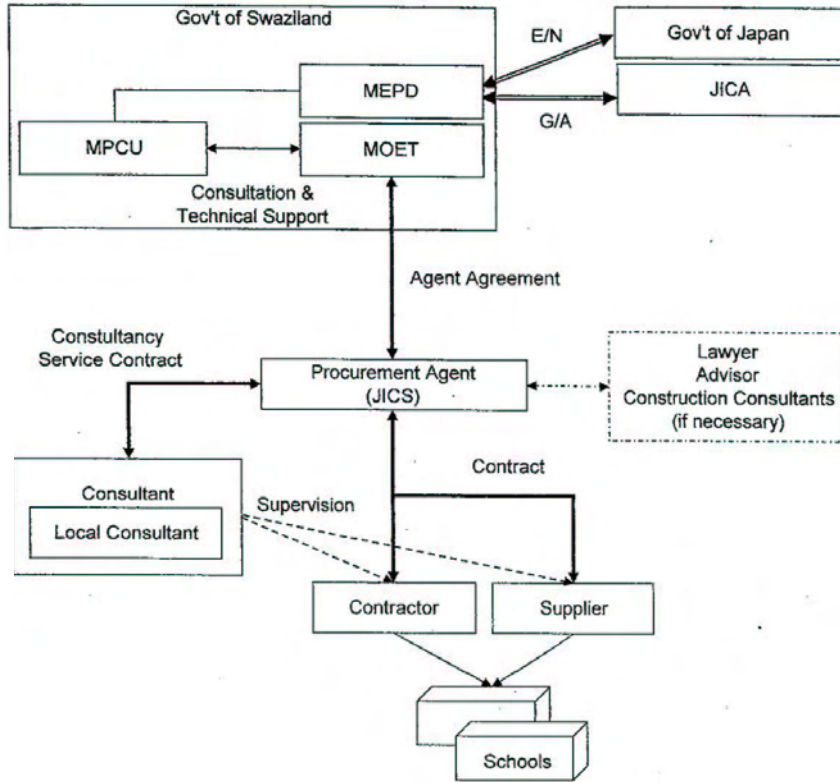 Gov't of Swaziland
E/N
Gov't of Japan
MEPD
JICA
G/A
MPCU
MOET
Consultation &
Technical Support
Agent Agreement
Constultancy
Service Contract
Procurement Agent
(JICS)
Lawyer
Advisor
Construction Consultants
(if necessary)
Contract
Consultant
Supervision
Local Consultant
Contractor
Supplier
Schools